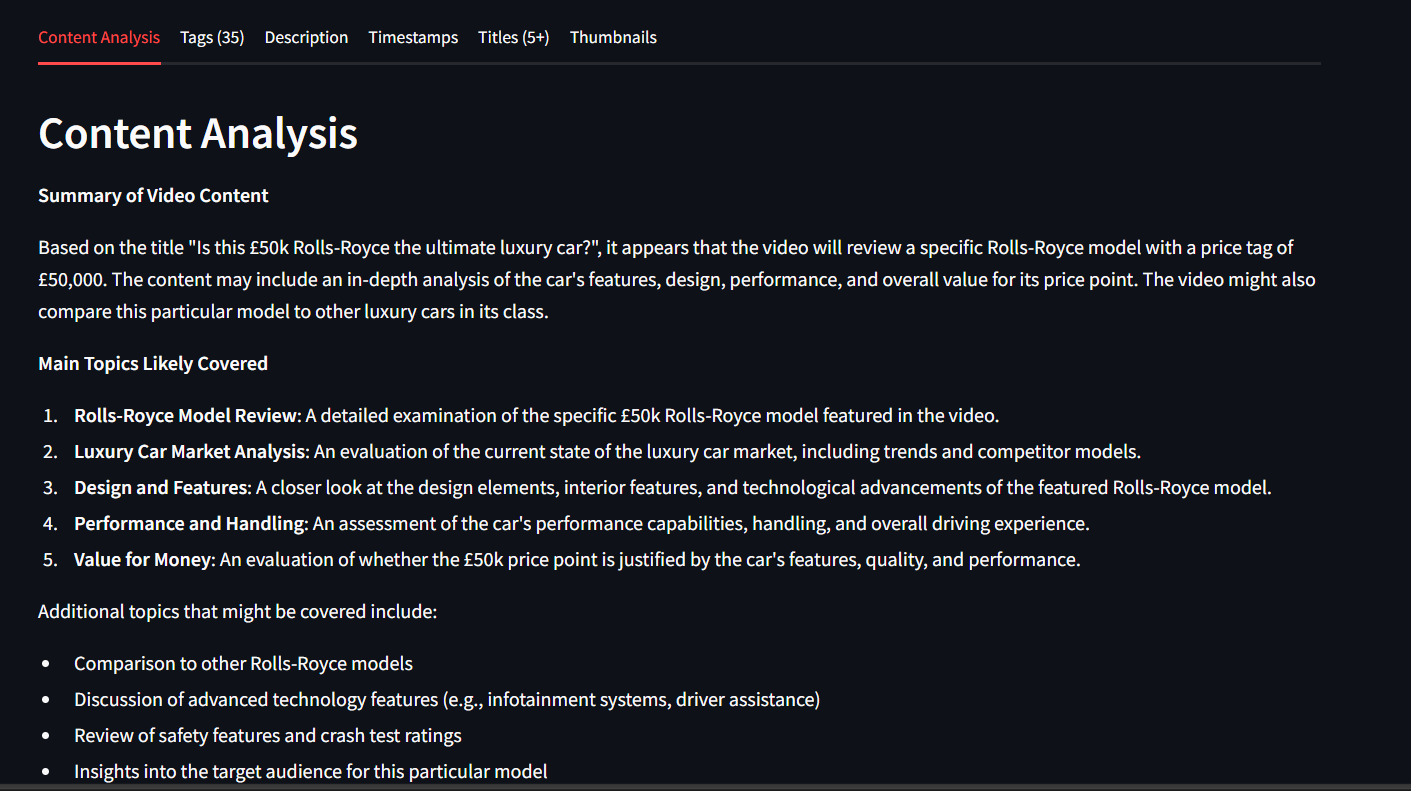 Content Analysis Tags (35) Description Timestamps Titles (5+) Thumbnails
Content Analysis
Summary of Video Content
Based on the title "Is this £50k Rolls-Royce the ultimate luxury car?", it appears that the video will review a specific Rolls-Royce model with a price tag of
£50,000. The content may include an in-depth analysis of the car's features, design, performance, and overall value for its price point. The video might also
compare this particular model to other luxury cars in its class.
Main Topics Likely Covered
1. Rolls-Royce Model Review: A detailed examination of the specific £50k Rolls-Royce model featured in the video.
2. Luxury Car Market Analysis: An evaluation of the current state of the luxury car market, including trends and competitor models.
3. Design and Features: A closer look at the design elements, interior features, and technological advancements of the featured Rolls-Royce model.
4. Performance and Handling: An assessment of the car's performance capabilities, handling, and overall driving experience.
5. Value for Money: An evaluation of whether the £50k price point is justified by the car's features, quality, and performance.
Additional topics that might be covered include:
• Comparison to other Rolls-Royce models
• Discussion of advanced technology features (e.g., infotainment systems, driver assistance)
• Review of safety features and crash test ratings
• Insights into the target audience for this particular model